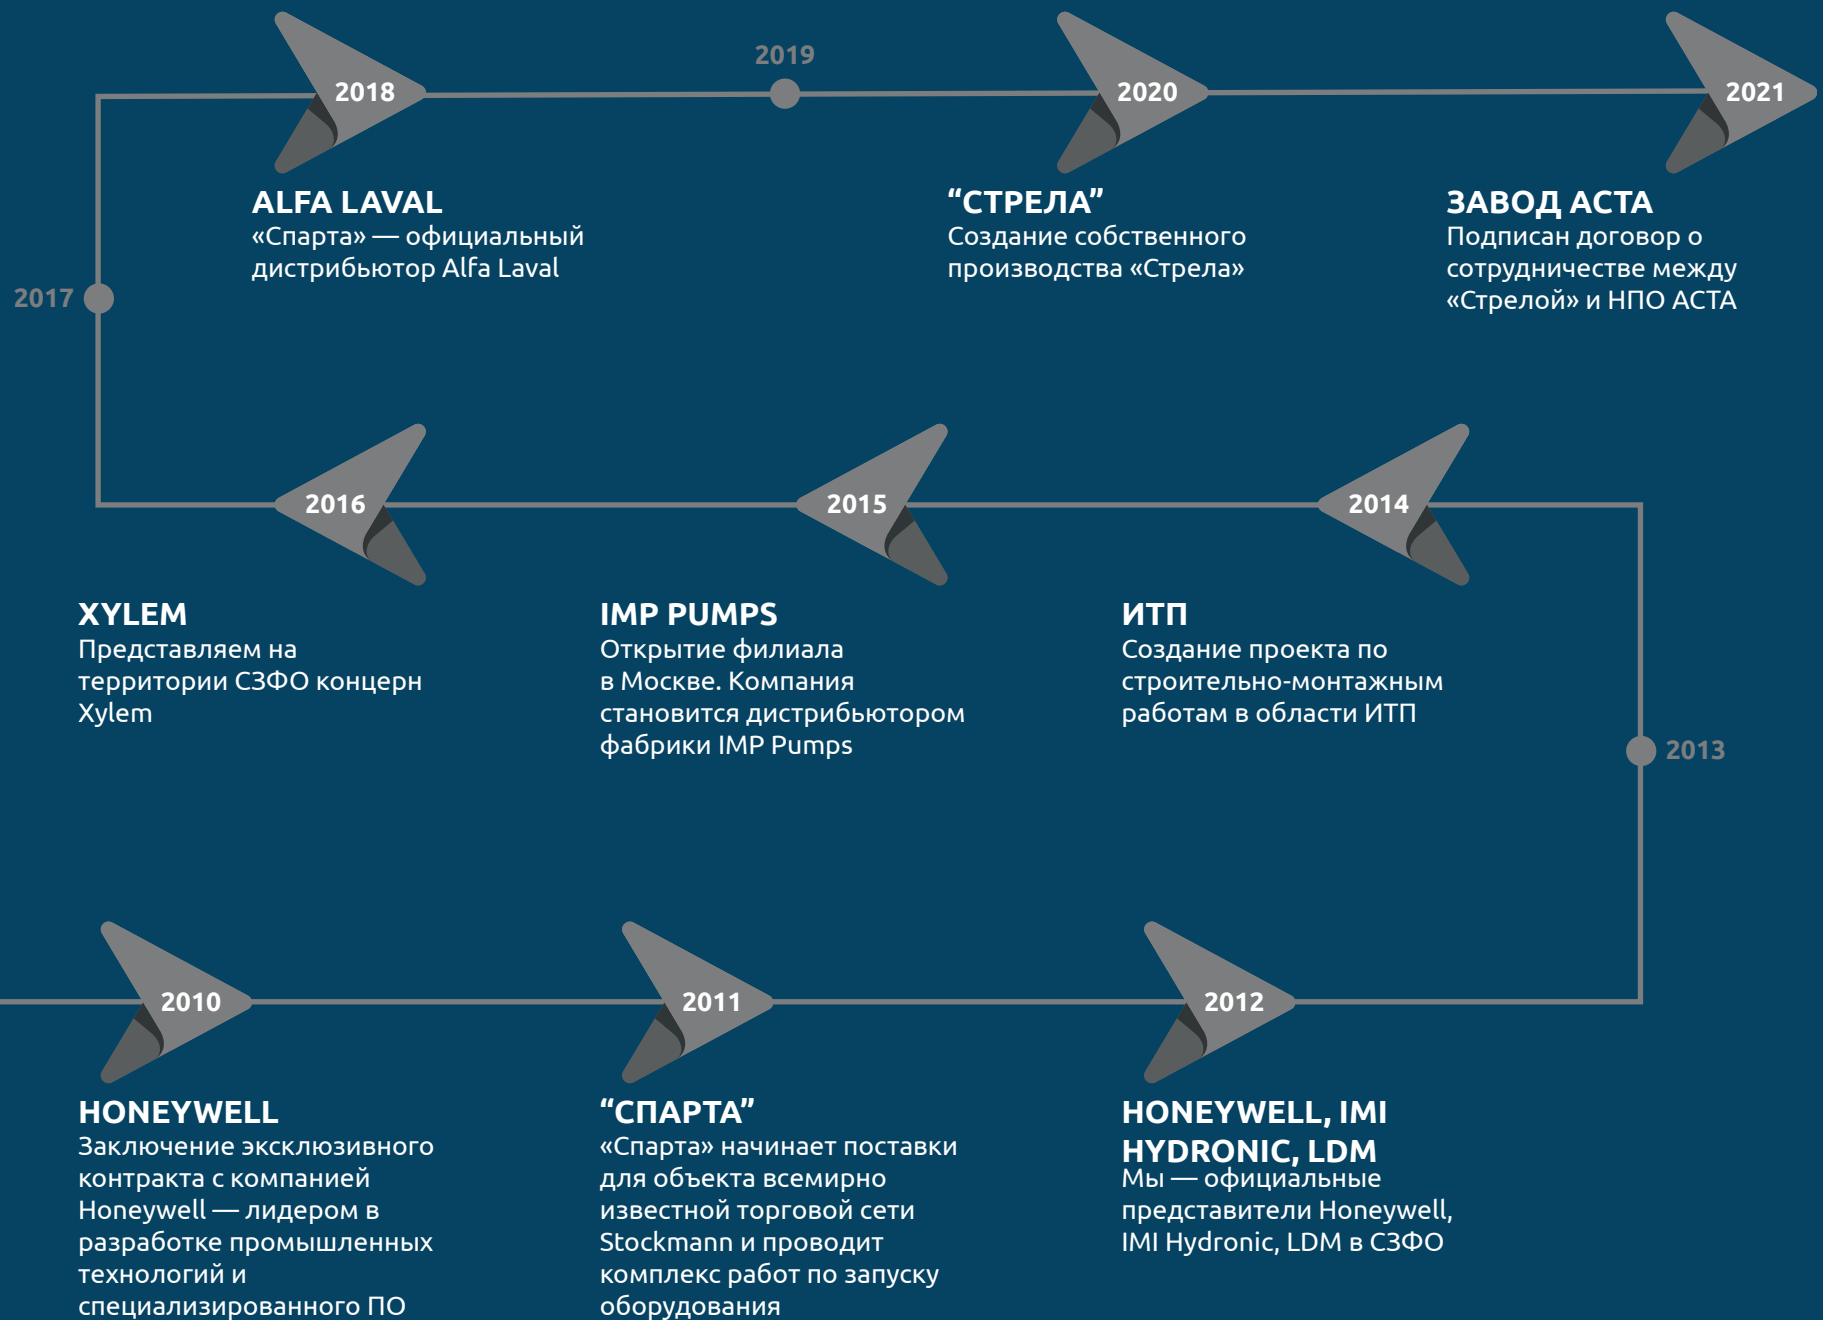 2018
2019
2020
2021
ALFA LAVAL
«Спарта» — официальный
дистрибьютор Alfa Laval
“СТРЕЛА”
Создание собственного
производства «Стрела»
ЗАВОД АСТА
Подписан договор о
сотрудничестве между
«Стрелой» и НПО АСТА
2017
2016
2015
2014
XYLEM
Представляем на
территории СЗФО концерн
Xylem
IMP PUMPS
Открытие филиала
в Москве. Компания
становится дистрибьютором
фабрики IMP Pumps
ИТП
Создание проекта по
строительно-монтажным
работам в области ИТП
2013
2010
2011
2012
HONEYWELL
Заключение эксклюзивного
контракта с компанией
Honeywell — лидером в
разработке промышленных
технологий и
специализированного ПО
“СПАРТА”
«Спарта» начинает поставки
для объекта всемирно
известной торговой сети
Stockmann и проводит
комплекс работ по запуску
оборудования
HONEYWELL, IMI
HYDRONIC, LDM
Мы — официальные
представители Honeywell,
IMI Hydronic, LDM в СЗФО